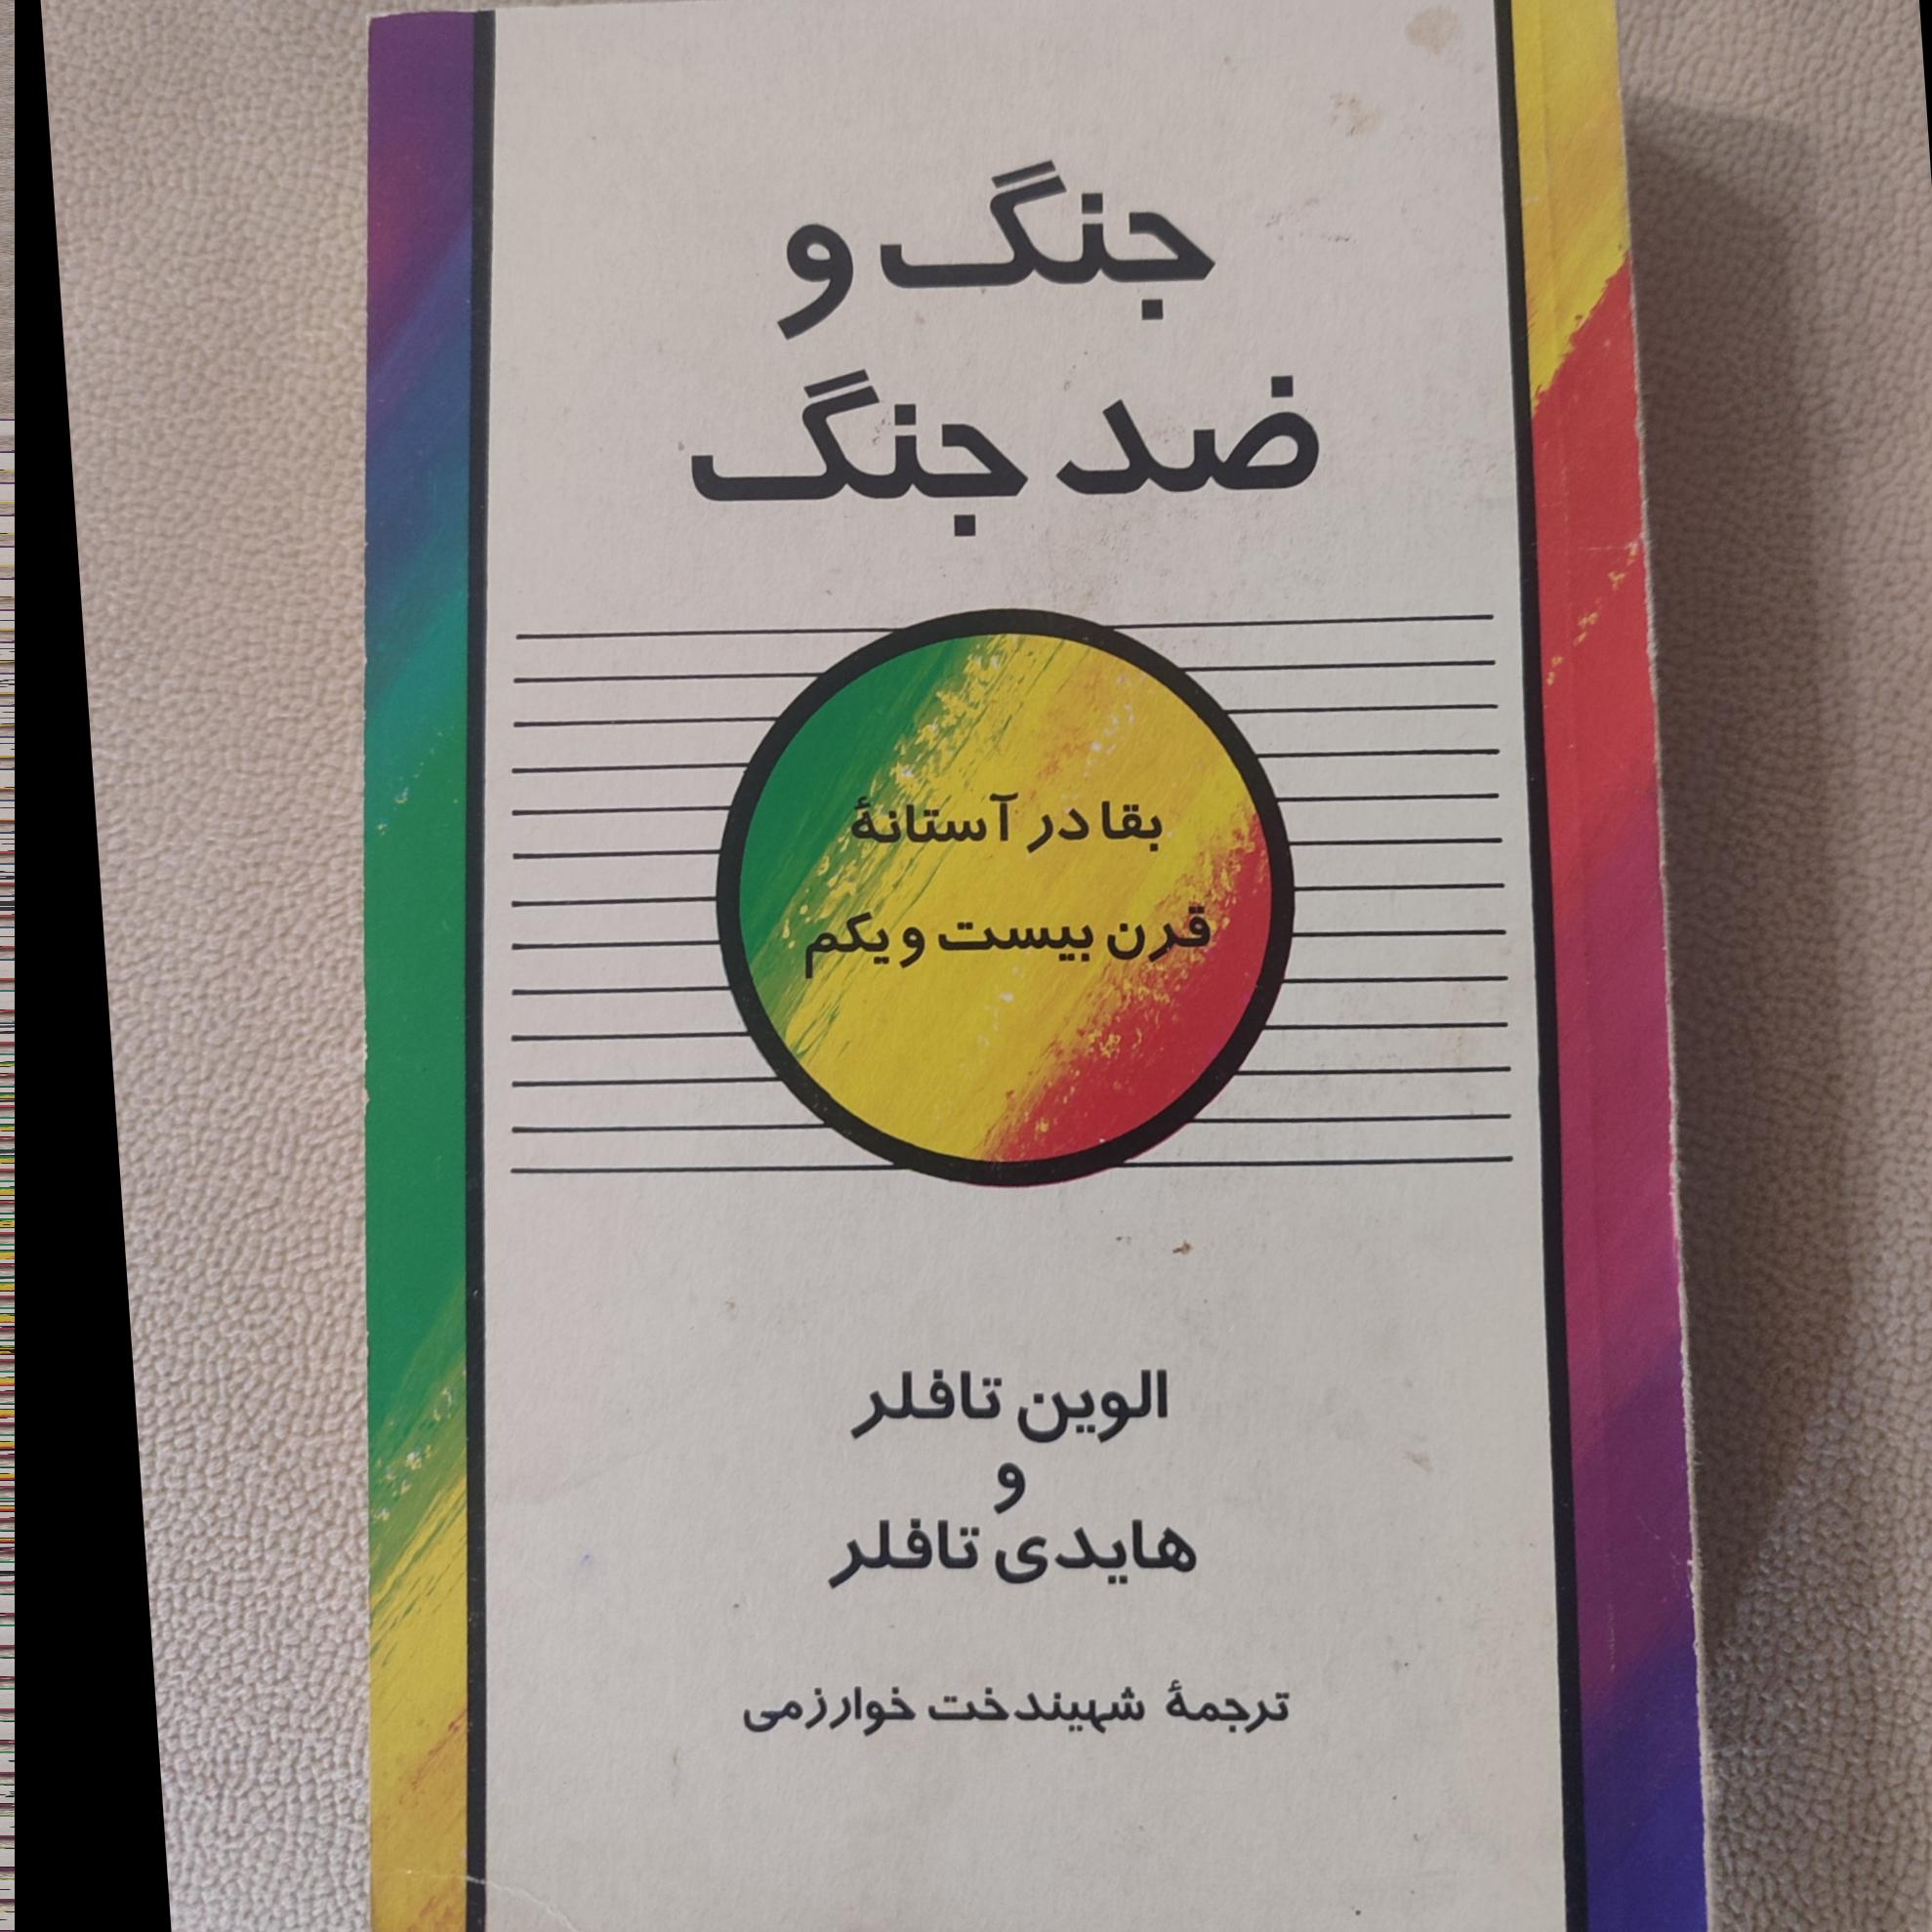 جنگ و
ضد جنگ
بقا در آستانهٔ
قرن بیست و یکم
الوین تافلر
و
هایدی تافلر
ترجمهٔ شهیندخت خوارزمی